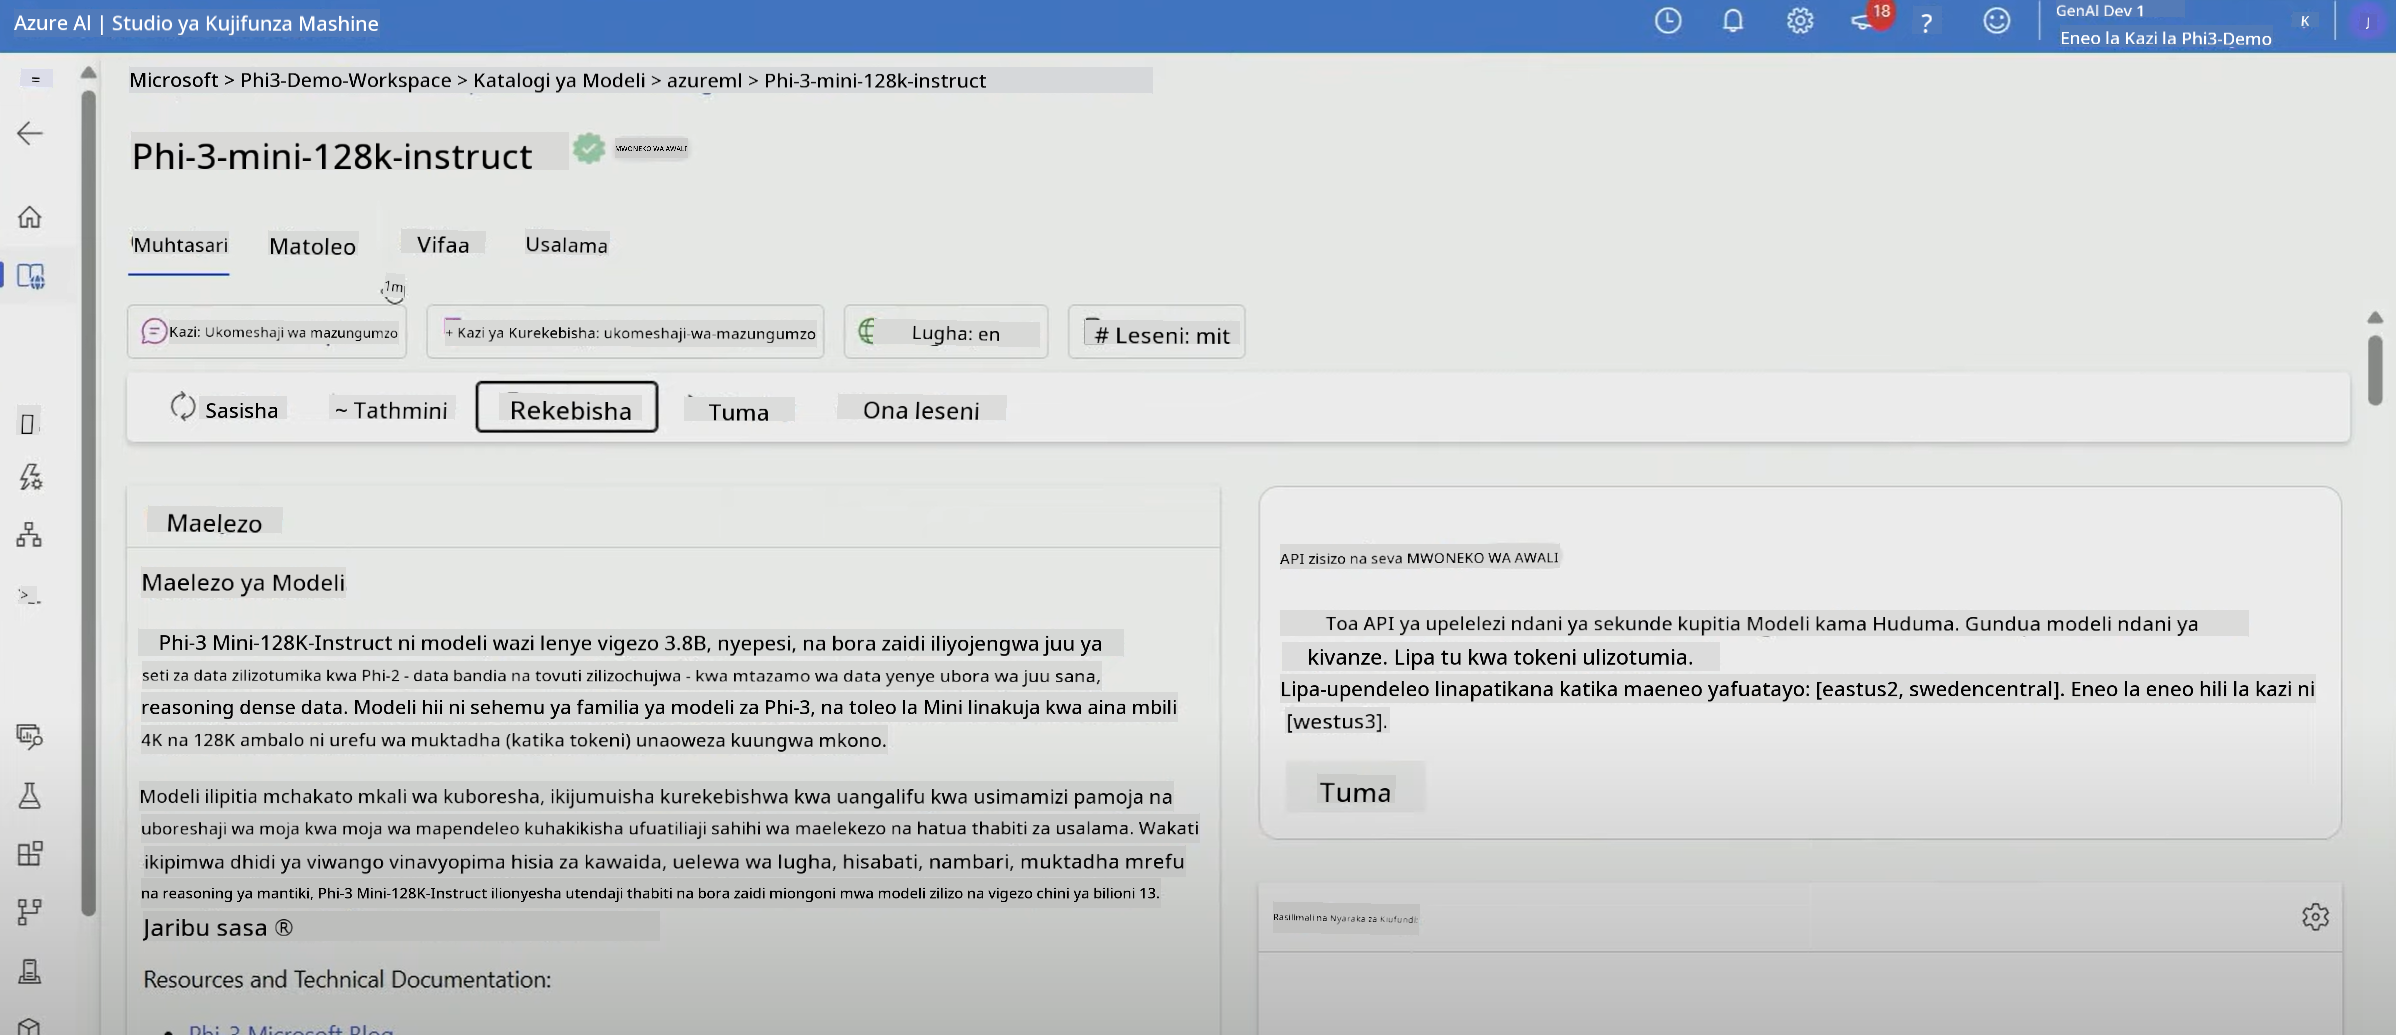 Azure AI | Studio ya Kujifunza Mashine
18
?
GenAI Dev 1
Eneo la Kazi la Phi3-Demo
K
J
Microsoft > Phi3-Demo-Workspace > Katalogi ya Modeli > azureml > Phi-3-mini-128k-instruct
Phi-3-mini-128k-instruct
MWONEKO WA AWALI
Muhtasari Matoleo Vifaa Usalama
1m
Kazi: Ukomeshaji wa mazungumzo
+ Kazi ya Kurekebisha: ukomeshaji-wa-mazungumzo
Lugha: en
# Leseni: mit
Sasisha ~ Tathmini Rekebisha Tuma Ona leseni
Maelezo
Maelezo ya Modeli
Phi-3 Mini-128K-Instruct ni modeli wazi lenye vigezo 3.8B, nyepesi, na bora zaidi iliyojengwa juu ya
seti za data zilizotumika kwa Phi-2 - data bandia na tovuti zilizochujwa - kwa mtazamo wa data yenye ubora wa juu sana,
reasoning dense data. Modeli hii ni sehemu ya familia ya modeli za Phi-3, na toleo la Mini linakuja kwa aina mbili
4K na 128K ambalo ni urefu wa muktadha (katika tokeni) unaoweza kuungwa mkono.
Modeli ilipitia mchakato mkali wa kuboresha, ikijumuisha kurekebishwa kwa uangalifu kwa usimamizi pamoja na
uboreshaji wa moja kwa moja wa mapendeleo kuhakikisha ufuatiliaji sahihi wa maelekezo na hatua thabiti za usalama. Wakati
ikipimwa dhidi ya viwango vinavyopima hisia za kawaida, uelewa wa lugha, hisabati, nambari, muktadha mrefu
na reasoning ya mantiki, Phi-3 Mini-128K-Instruct ilionyesha utendaji thabiti na bora zaidi miongoni mwa modeli zilizo na vigezo chini ya bilioni 13.
Jaribu sasa ®
Resources and Technical Documentation:
Phi-3 Microsoft Blog
API zisizo na seva MWONEKO WA AWALI
Toa API ya upelelezi ndani ya sekunde kupitia Modeli kama Huduma. Gundua modeli ndani ya
kivanze. Lipa tu kwa tokeni ulizotumia.
Lipa-upendeleo linapatikana katika maeneo yafuatayo: [eastus2, swedencentral]. Eneo la eneo hili la kazi ni
[westus3].
Tuma
Rasilimali na Nyaraka za Kiufundi: